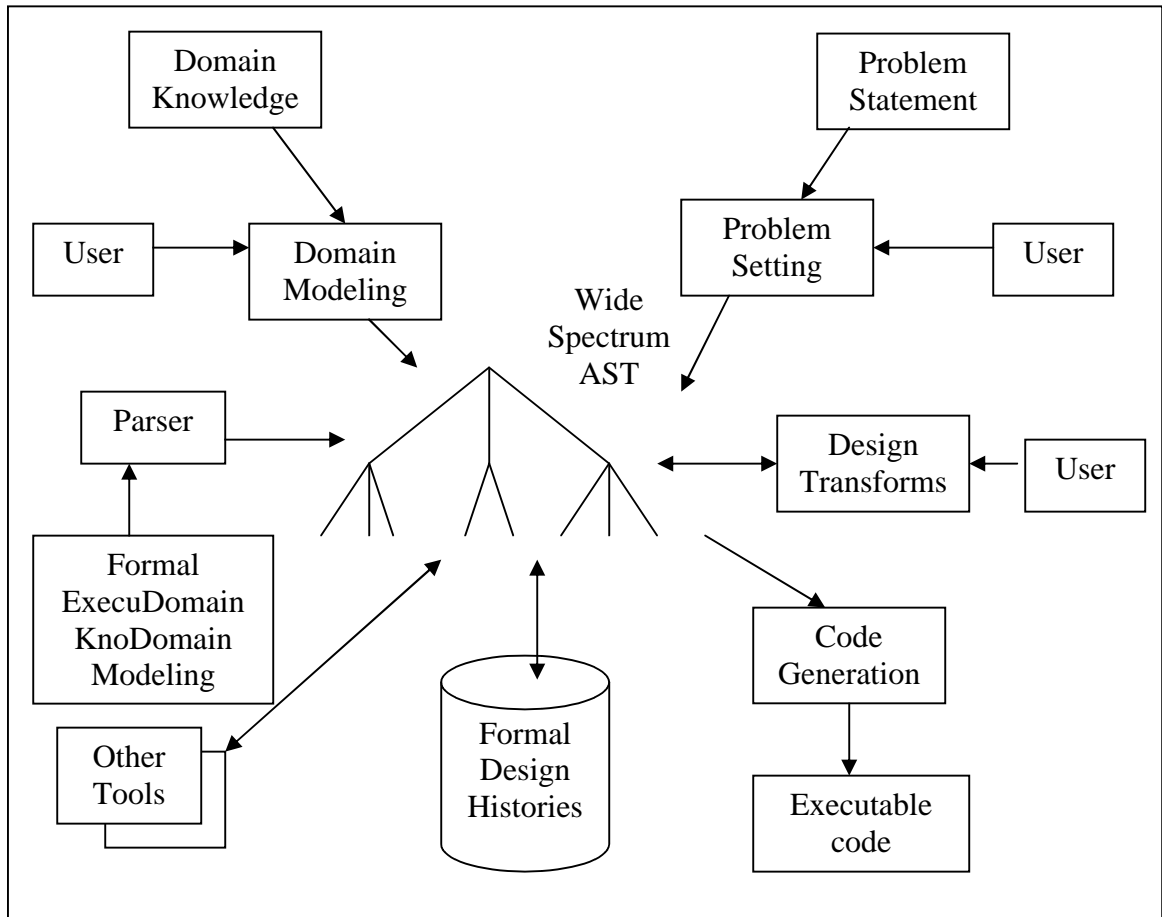 Domain
Knowledge
Problem
Statement
User
Domain
Modeling
Problem
Setting
User
Wide
Spectrum
AST
Parser
Design
Transforms
User
Formal
ExecuDomain
KnoDomain
Modeling
Code
Generation
Other
Tools
Formal
Design
Histories
Executable
code